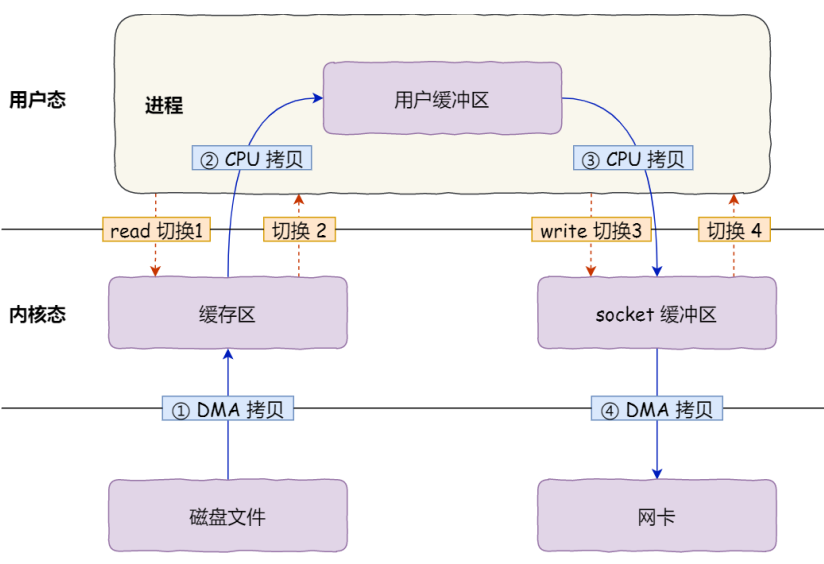 用户态
进程
用户缓冲区
② CPU 拷贝
③ CPU 拷贝
read 切换1
切换 2
write 切换3
切换 4
内核态
缓存区
socket 缓冲区
① DMA 拷贝
④ DMA 拷贝
磁盘文件
网卡